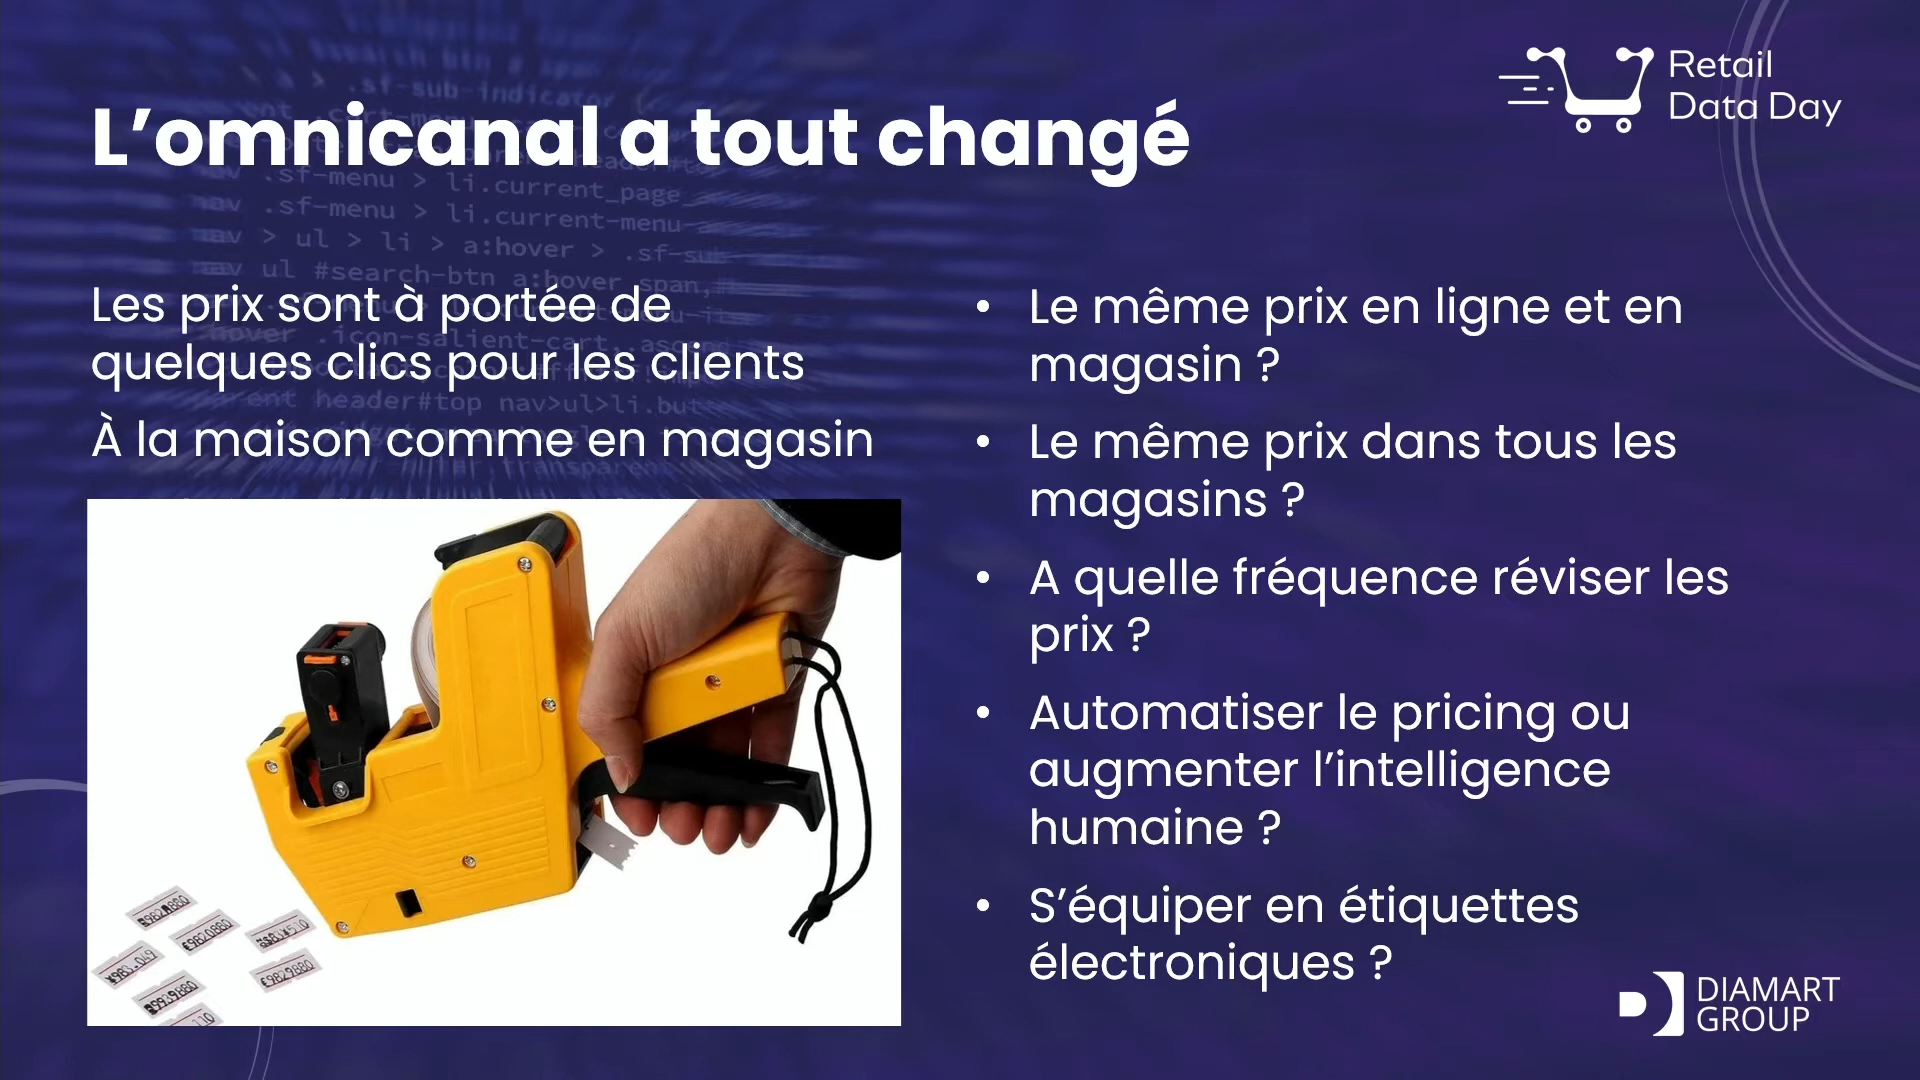 Retail
Data Day
L’omnicanal a tout changé
Les prix sont à portée de
quelques clics pour les clients
À la maison comme en magasin
• Le même prix en ligne et en
magasin ?
• Le même prix dans tous les
magasins ?
• A quelle fréquence réviser les
prix ?
• Automatiser le pricing ou
augmenter l’intelligence
humaine ?
• S’équiper en étiquettes
électroniques ?
DIAMART
GROUP